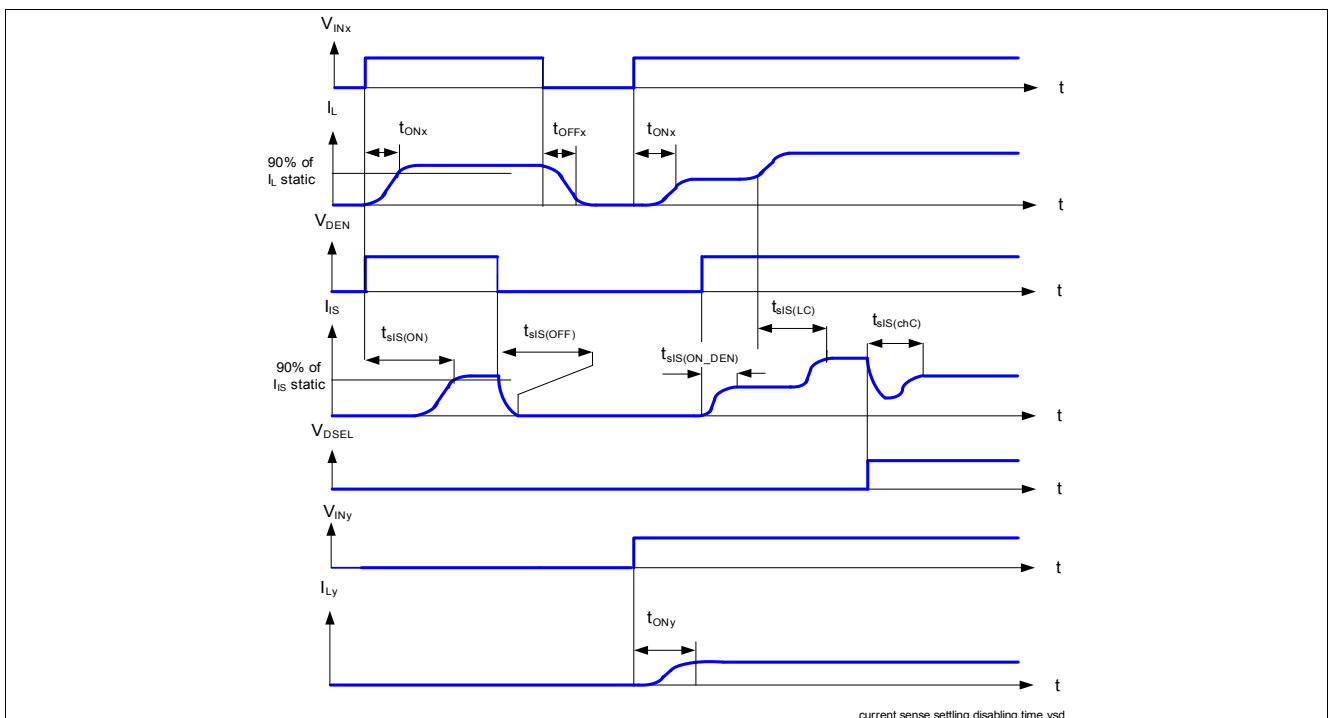 VINx
t
IL
tONx
tOFFx
tONx
90% of
IL static
t
VDEN
t
IIS
tsIS(ON)
tsIS(OFF)
tsIS(ON_DEN)
tsIS(LC)
tsIS(chC)
90% of
IIS static
t
VDSEL
t
VINy
t
ILy
tONy
t
current sense settling disabling time.vsd